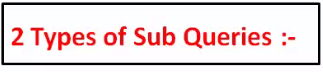 2 Types of Sub Queries :-